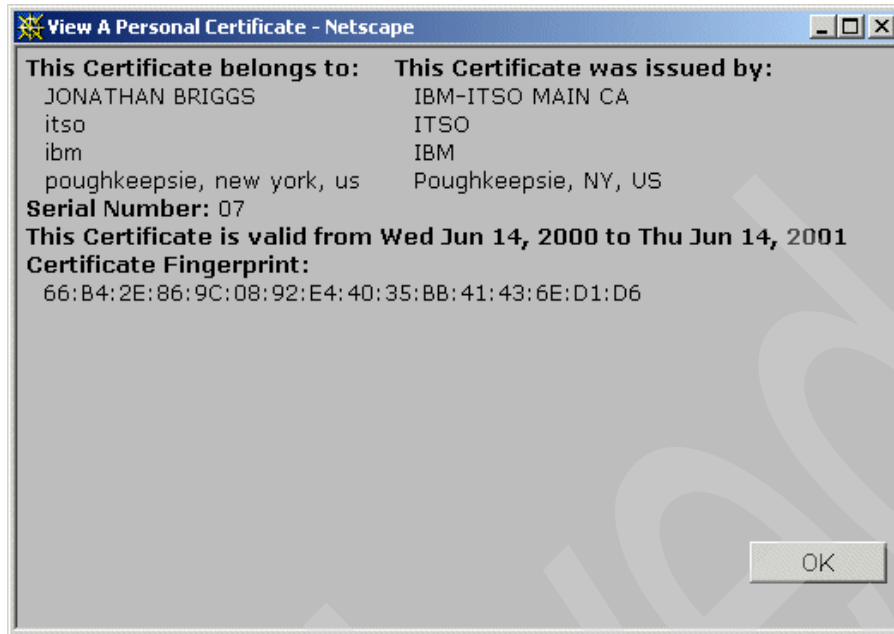 View A Personal Certificate - Netscape
This Certificate belongs to: This Certificate was issued by:
JONATHAN BRIGGS IBM-ITSO MAIN CA
itso ITSO
ibm IBM
poughkeepsie, new york, us Poughkeepsie, NY, US
Serial Number: 07
This Certificate is valid from Wed Jun 14, 2000 to Thu Jun 14, 2001
Certificate Fingerprint:
66:B4:2E:86:9C:08:92:E4:40:35:BB:41:43:6E:D1:D6
OK